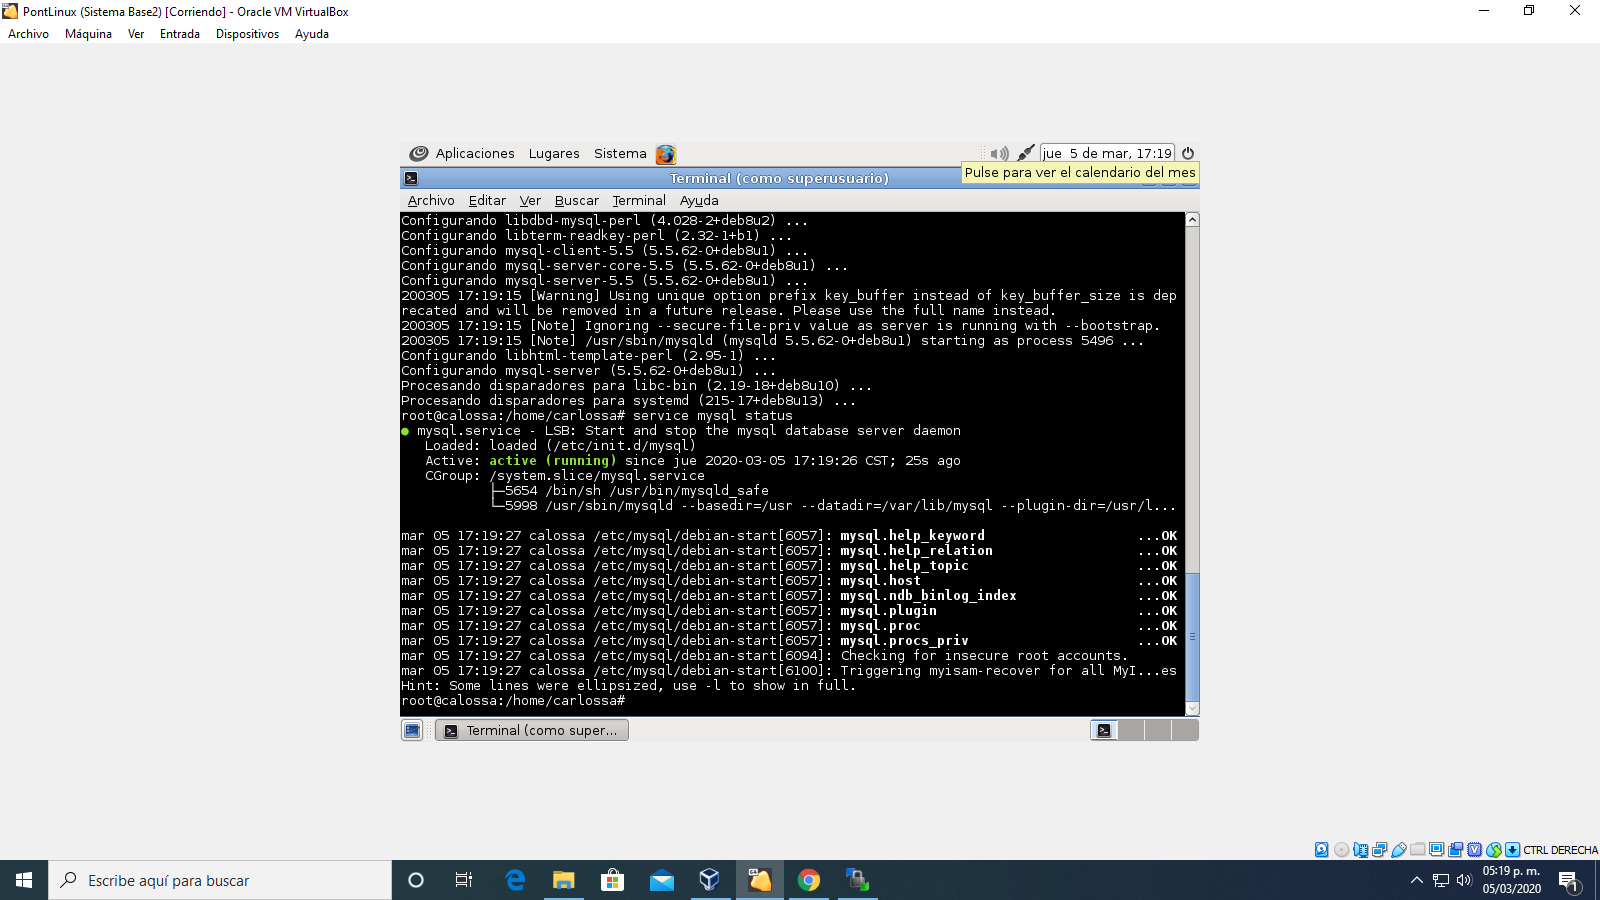 PontLinux (Sistema Base2) [Corriendo] - Oracle VM VirtualBox
Archivo Máquina Ver Entrada Dispositivos Ayuda
Aplicaciones Lugares Sistema jue 5 de mar, 17:19
Pulse para ver el calendario del mes
Terminal (como superusuario)
Archivo Editar Ver Buscar Terminal Ayuda
Configurando libdbd-mysql-perl (4.028-2+deb8u2) ...
Configurando libterm-readkey-perl (2.32-1+b1) ...
Configurando mysql-client-5.5 (5.5.62-0+deb8u1) ...
Configurando mysql-server-core-5.5 (5.5.62-0+deb8u1) ...
Configurando mysql-server-5.5 (5.5.62-0+deb8u1) ...
200305 17:19:15 [Warning] Using unique option prefix key_buffer instead of key_buffer_size is dep
recated and will be removed in a future release. Please use the full name instead.
200305 17:19:15 [Note] Ignoring --secure-file-priv value as server is running with --bootstrap.
200305 17:19:15 [Note] /usr/sbin/mysqld (mysqld 5.5.62-0+deb8u1) starting as process 5496 ...
Configurando libhtml-template-perl (2.95-1) ...
Configurando mysql-server (5.5.62-0+deb8u1) ...
Procesando disparadores para libc-bin (2.19-18+deb8u10) ...
Procesando disparadores para systemd (215-17+deb8u13) ...
root@calossa:/home/carlossa# service mysql status
● mysql.service - LSB: Start and stop the mysql database server daemon
Loaded: loaded (/etc/init.d/mysql)
Active: active (running) since jue 2020-03-05 17:19:26 CST; 25s ago
CGroup: /system.slice/mysql.service
├─5654 /bin/sh /usr/bin/mysqld_safe
└─5998 /usr/sbin/mysqld --basedir=/usr --datadir=/var/lib/mysql --plugin-dir=/usr/l...
mar 05 17:19:27 calossa /etc/mysql/debian-start[6057]: mysql.help_keyword ...OK
mar 05 17:19:27 calossa /etc/mysql/debian-start[6057]: mysql.help_relation ...OK
mar 05 17:19:27 calossa /etc/mysql/debian-start[6057]: mysql.help_topic ...OK
mar 05 17:19:27 calossa /etc/mysql/debian-start[6057]: mysql.host ...OK
mar 05 17:19:27 calossa /etc/mysql/debian-start[6057]: mysql.ndb_binlog_index ...OK
mar 05 17:19:27 calossa /etc/mysql/debian-start[6057]: mysql.plugin ...OK
mar 05 17:19:27 calossa /etc/mysql/debian-start[6057]: mysql.proc ...OK
mar 05 17:19:27 calossa /etc/mysql/debian-start[6057]: mysql.procs_priv ...OK
mar 05 17:19:27 calossa /etc/mysql/debian-start[6094]: Checking for insecure root accounts.
mar 05 17:19:27 calossa /etc/mysql/debian-start[6100]: Triggering myisam-recover for all MyI...es
Hint: Some lines were ellipsized, use -l to show in full.
root@calossa:/home/carlossa#
Terminal (como super...
CTRL DERECHA
Escribe aquí para buscar
05:19 p. m.
05/03/2020
1